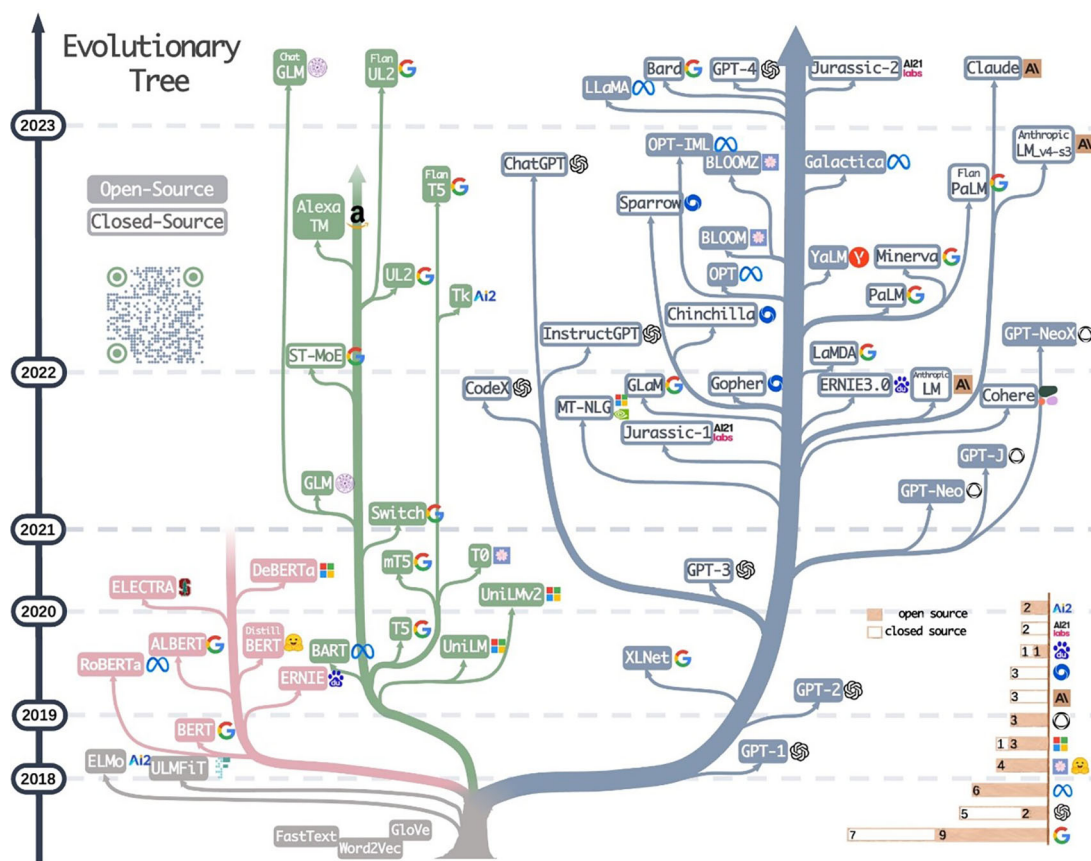 Evolutionary
Tree
2023
2022
2021
2020
2019
2018
Open-Source
Closed-Source
Chat
GLM
Flan
UL2
Bard
GPT-4
Jurassic-2
AI21
labs
Claude
A\
LLaMA
Anthropic
LM_v4-s3
A\
ChatGPT
OPT-IML
BLOOMZ
Galactica
Flan
T5
Flan
PaLM
Alexa
TM
a
Sparrow
BLOOM
YaLM
Y
Minerva
UL2
OPT
Tk
Ai2
PaLM
Chinchilla
InstructGPT
GPT-NeoX
ST-MoE
LaMDA
CodeX
GLaM
Gopher
ERNIE3.0
du
Anthropic
LM
A\
Cohere
MT-NLG
Jurassic-1
AI21
labs
GPT-J
GLM
GPT-Neo
Switch
DeBERTa
mT5
T0
GPT-3
ELECTRA
S
UniLMv2
ALBERT
Distill
BERT
BART
T5
UniLM
RoBERTa
ERNIE
du
XLNet
GPT-2
BERT
GPT-1
ELMo
Ai2
ULMFiT
FastText
GloVe
Word2Vec
open source
closed source
2
Ai2
2
AI21
labs
1 1
du
3
3
A\
3
1 3
4
6
5 2
7 9